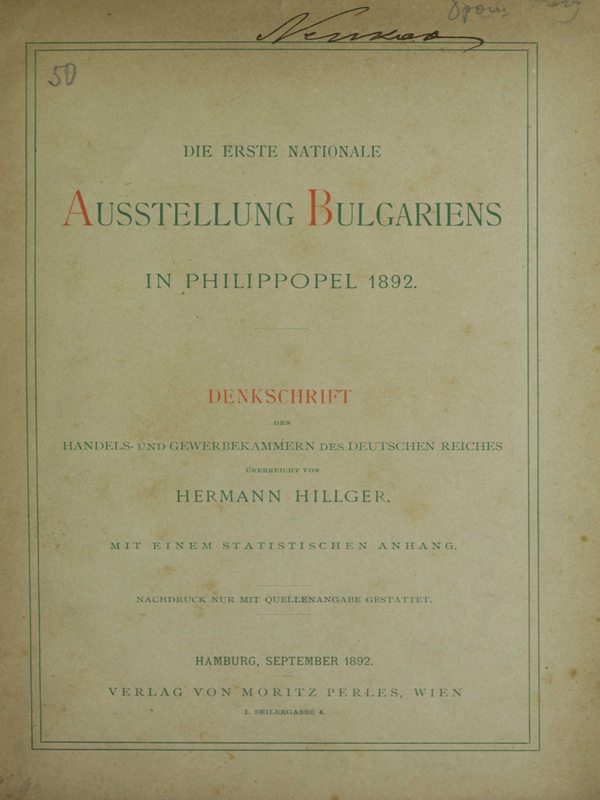 50
DIE ERSTE NATIONALE
AUSSTELLUNG BULGARIENS
IN PHILIPPOPEL 1892.
DENKSCHRIFT
DEN
HANDELS- UND GEWERBEKAMMERN DES DEUTSCHEN REICHES
ÜBERREICHT VON
HERMANN HILLGER.
MIT EINEM STATISTISCHEN ANHANG.
NACHDRUCK NUR MIT QUELLENANGABE GESTATTET.
HAMBURG, SEPTEMBER 1892.
VERLAG VON MORITZ PERLES, WIEN
I. SEILERGASSE 4.